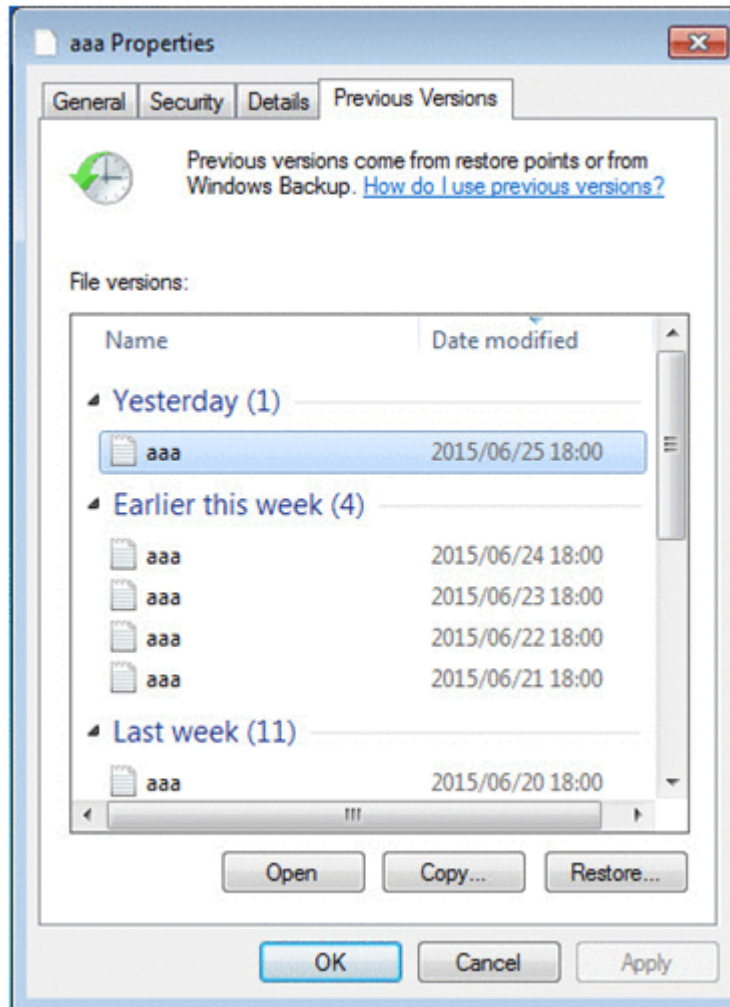 aaa Properties
General Security Details Previous Versions
Previous versions come from restore points or from
Windows Backup. How do I use previous versions?
File versions:
Name Date modified
Yesterday (1)
aaa 2015/06/25 18:00
Earlier this week (4)
aaa 2015/06/24 18:00
aaa 2015/06/23 18:00
aaa 2015/06/22 18:00
aaa 2015/06/21 18:00
Last week (11)
aaa 2015/06/20 18:00
Open Copy... Restore...
OK Cancel Apply